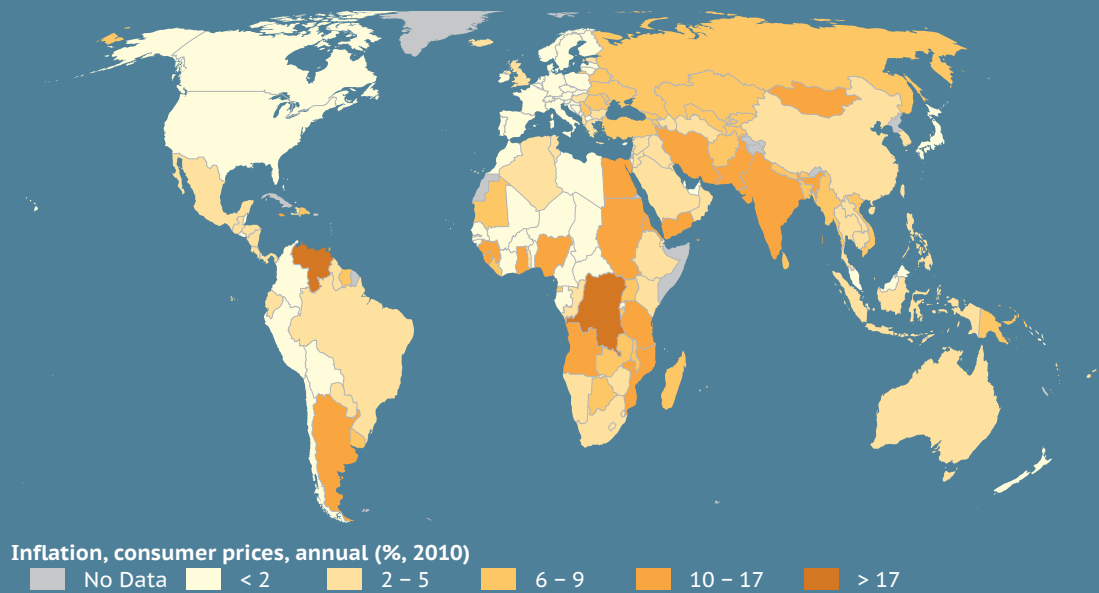 Inflation, consumer prices, annual (%, 2010)
No Data < 2 2 – 5 6 – 9 10 – 17 > 17